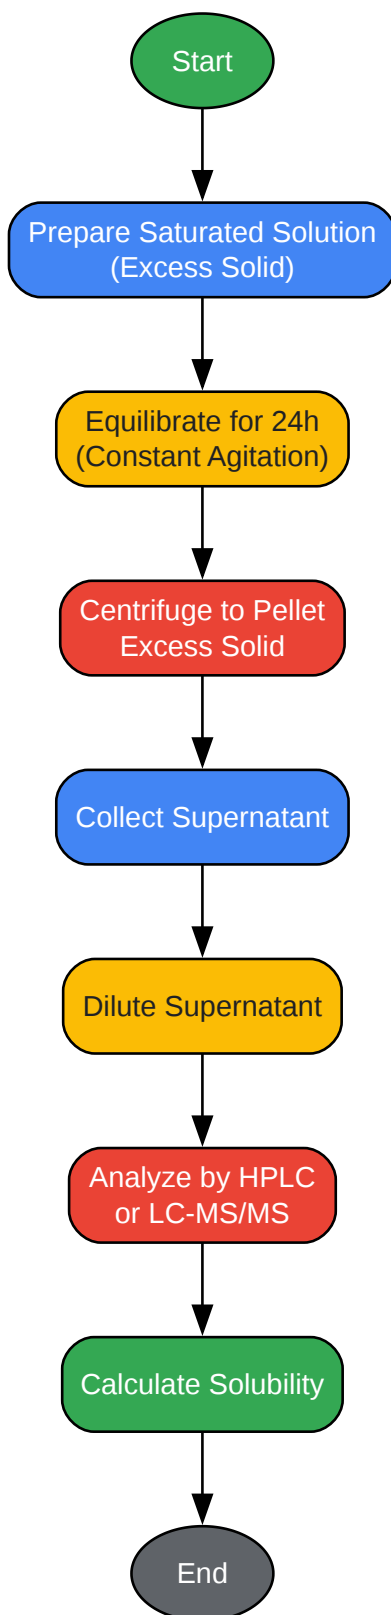 Start
Prepare Saturated Solution
(Excess Solid)
Equilibrate for 24h
(Constant Agitation)
Centrifuge to Pellet
Excess Solid
Collect Supernatant
Dilute Supernatant
Analyze by HPLC
or LC-MS/MS
Calculate Solubility
End